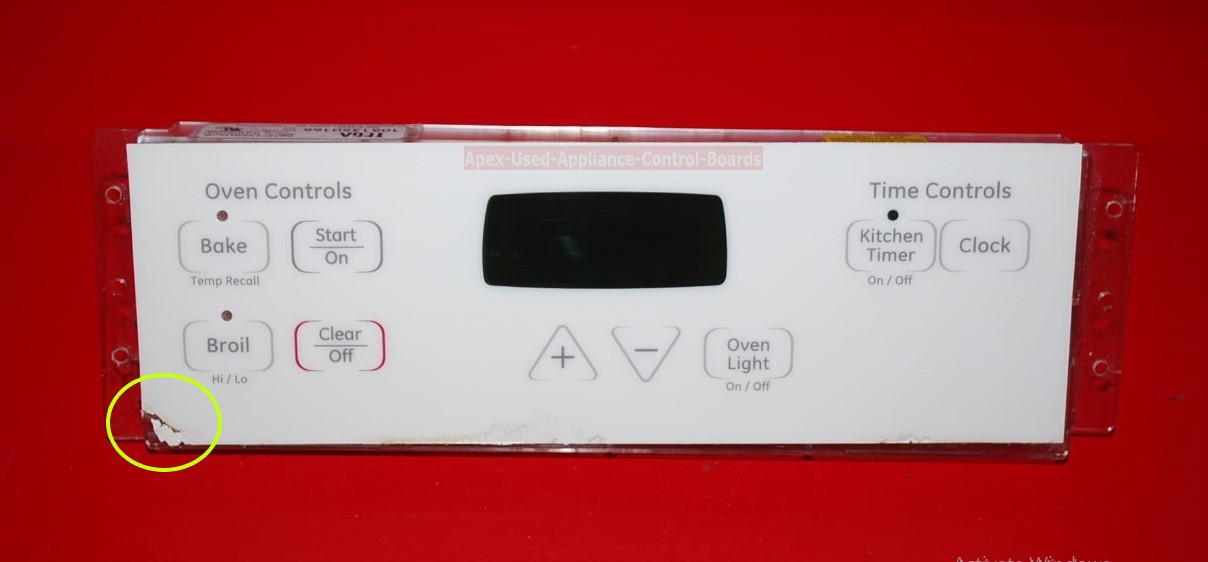 Apex-Used-Appliance-Control-Boards
Oven Controls
Time Controls
Bake
Start
On
Kitchen
Timer
Clock
Temp Recall
On / Off
Broil
Clear
Off
+
−
Oven
Light
Hi / Lo
On / Off